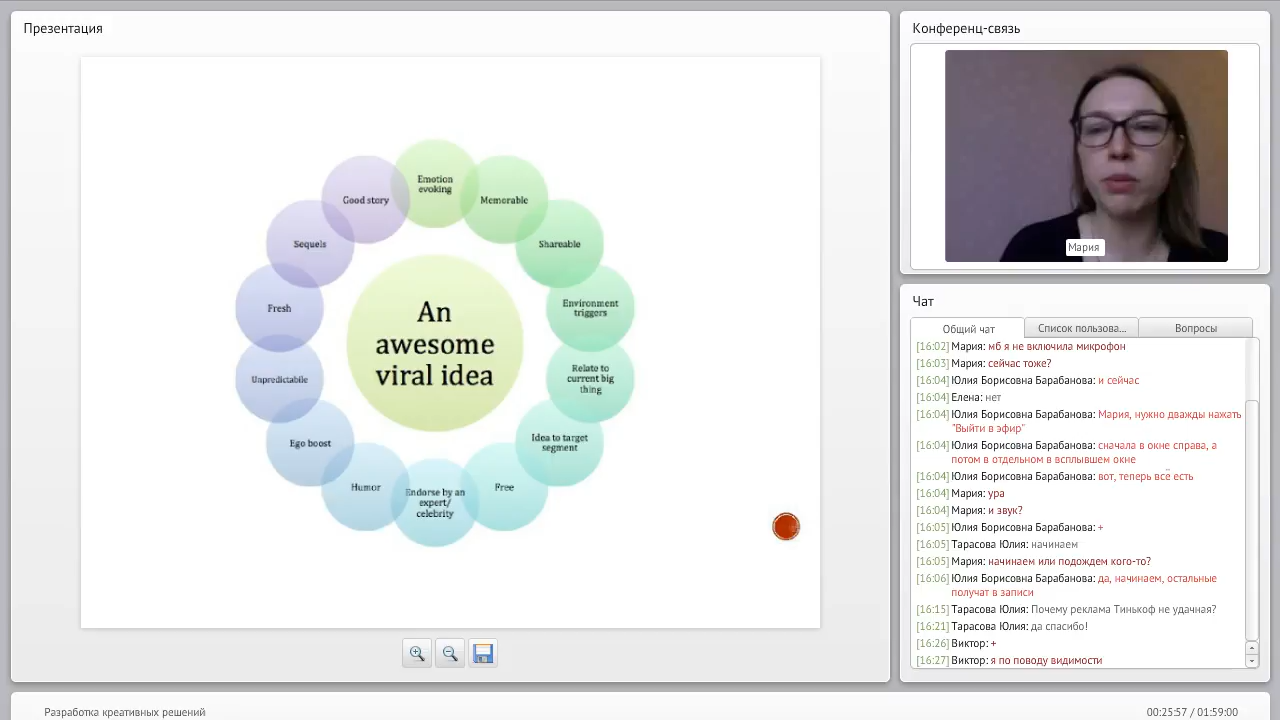 Презентация
An
awesome
viral idea
Emotion
evoking
Memorable
Shareable
Environment
triggers
Relate to
current big
thing
Idea to target
segment
Free
Endorse by an
expert/
celebrity
Humor
Ego boost
Unpredictabile
Fresh
Sequels
Good story
Конференц-связь
Мария
Чат
Общий чат
Список пользова...
Вопросы
[16:02] Мария: мб я не включила микрофон
[16:03] Мария: сейчас тоже?
[16:04] Юлия Борисовна Барабанова: и сейчас
[16:04] Елена: нет
[16:04] Юлия Борисовна Барабанова: Мария, нужно дважды нажать
"Выйти в эфир"
[16:04] Юлия Борисовна Барабанова: сначала в окне справа, а
потом в отдельном в всплывшем окне
[16:04] Юлия Борисовна Барабанова: вот, теперь всё есть
[16:04] Мария: ура
[16:04] Мария: и звук?
[16:05] Юлия Борисовна Барабанова: +
[16:05] Тарасова Юлия: начинаем
[16:05] Мария: начинаем или подождем кого-то?
[16:06] Юлия Борисовна Барабанова: да, начинаем, остальные
получат в записи
[16:15] Тарасова Юлия: Почему реклама Тинькоф не удачная?
[16:21] Тарасова Юлия: да спасибо!
[16:26] Виктор: +
[16:27] Виктор: я по поводу видимости
Разработка креативных решений
00:25:57 / 01:59:00